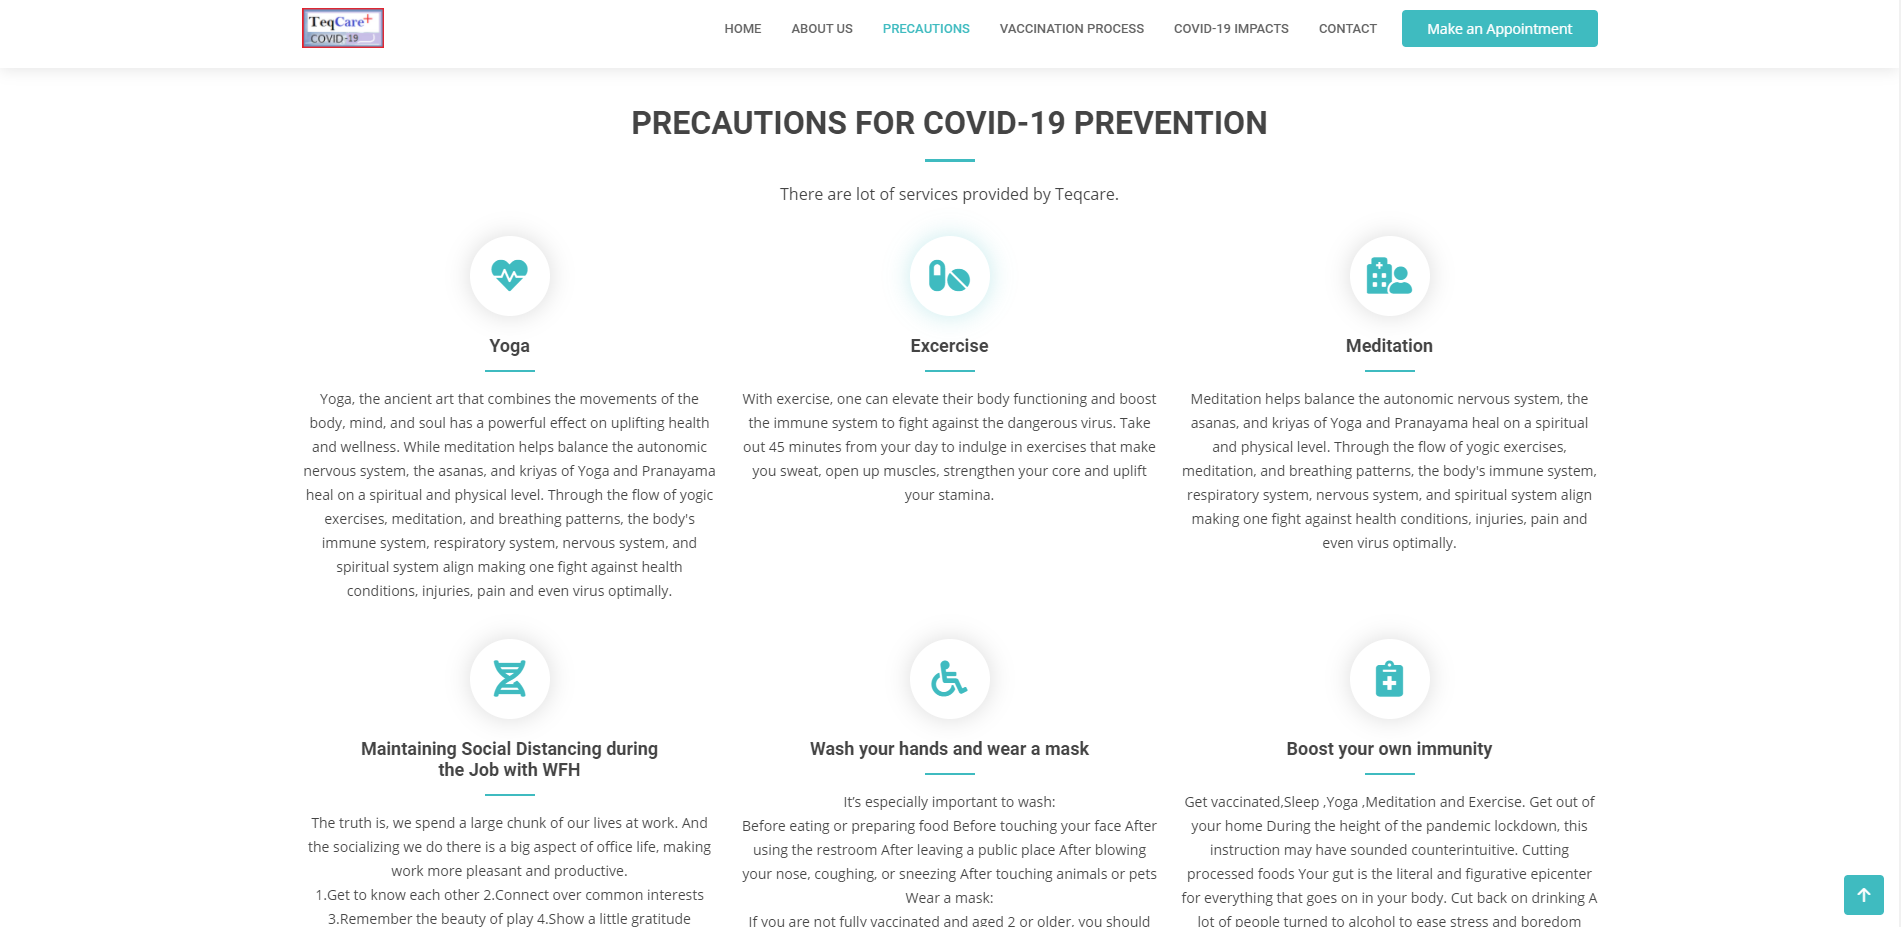 TeqCare+
COVID-19
HOME
ABOUT US
PRECAUTIONS
VACCINATION PROCESS
COVID-19 IMPACTS
CONTACT
Make an Appointment
PRECAUTIONS FOR COVID-19 PREVENTION
There are lot of services provided by Teqcare.
Yoga
Yoga, the ancient art that combines the movements of the
body, mind, and soul has a powerful effect on uplifting health
and wellness. While meditation helps balance the autonomic
nervous system, the asanas, and kriyas of Yoga and Pranayama
heal on a spiritual and physical level. Through the flow of yogic
exercises, meditation, and breathing patterns, the body's
immune system, respiratory system, nervous system, and
spiritual system align making one fight against health
conditions, injuries, pain and even virus optimally.
Excercise
With exercise, one can elevate their body functioning and boost
the immune system to fight against the dangerous virus. Take
out 45 minutes from your day to indulge in exercises that make
you sweat, open up muscles, strengthen your core and uplift
your stamina.
Meditation
Meditation helps balance the autonomic nervous system, the
asanas, and kriyas of Yoga and Pranayama heal on a spiritual
and physical level. Through the flow of yogic exercises,
meditation, and breathing patterns, the body's immune system,
respiratory system, nervous system, and spiritual system align
making one fight against health conditions, injuries, pain and
even virus optimally.
Maintaining Social Distancing during
the Job with WFH
The truth is, we spend a large chunk of our lives at work. And
the socializing we do there is a big aspect of office life, making
work more pleasant and productive.
1.Get to know each other 2.Connect over common interests
3.Remember the beauty of play 4.Show a little gratitude
Wash your hands and wear a mask
It’s especially important to wash:
Before eating or preparing food Before touching your face After
using the restroom After leaving a public place After blowing
your nose, coughing, or sneezing After touching animals or pets
Wear a mask:
If you are not fully vaccinated and aged 2 or older, you should
Boost your own immunity
Get vaccinated,Sleep ,Yoga ,Meditation and Exercise. Get out of
your home During the height of the pandemic lockdown, this
instruction may have sounded counterintuitive. Cutting
processed foods Your gut is the literal and figurative epicenter
for everything that goes on in your body. Cut back on drinking A
lot of people turned to alcohol to ease stress and boredom